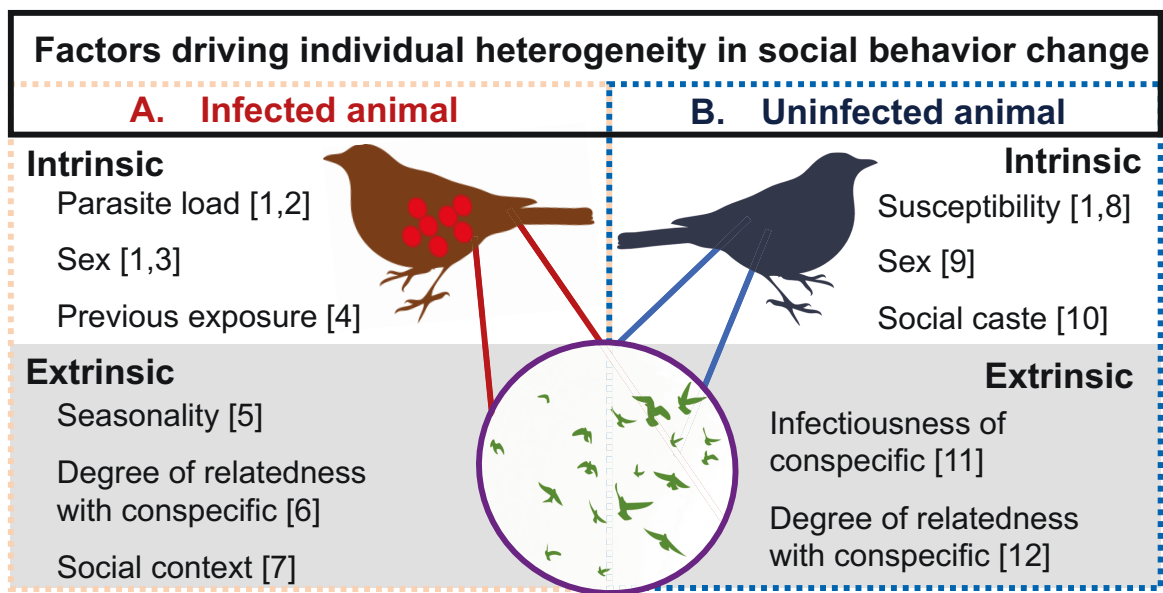 Factors driving individual heterogeneity in social behavior change
A. Infected animal
B. Uninfected animal
Intrinsic
Parasite load [1,2]
Sex [1,3]
Previous exposure [4]
Extrinsic
Seasonality [5]
Degree of relatedness
with conspecific [6]
Social context [7]
Intrinsic
Susceptibility [1,8]
Sex [9]
Social caste [10]
Extrinsic
Infectiousness of
conspecific [11]
Degree of relatedness
with conspecific [12]